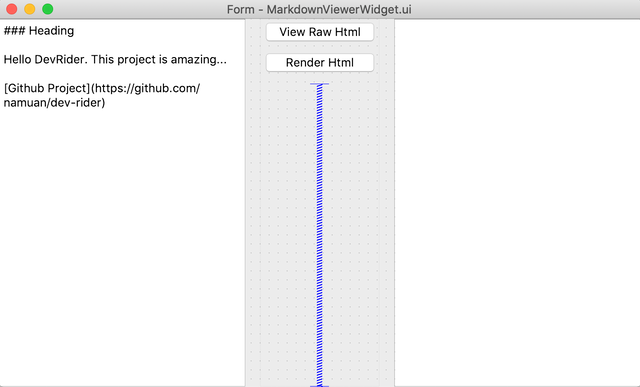 Form - MarkdownViewerWidget.ui
### Heading
Hello DevRider. This project is amazing...
[Github Project](https://github.com/
namuan/dev-rider)
View Raw Html
Render Html